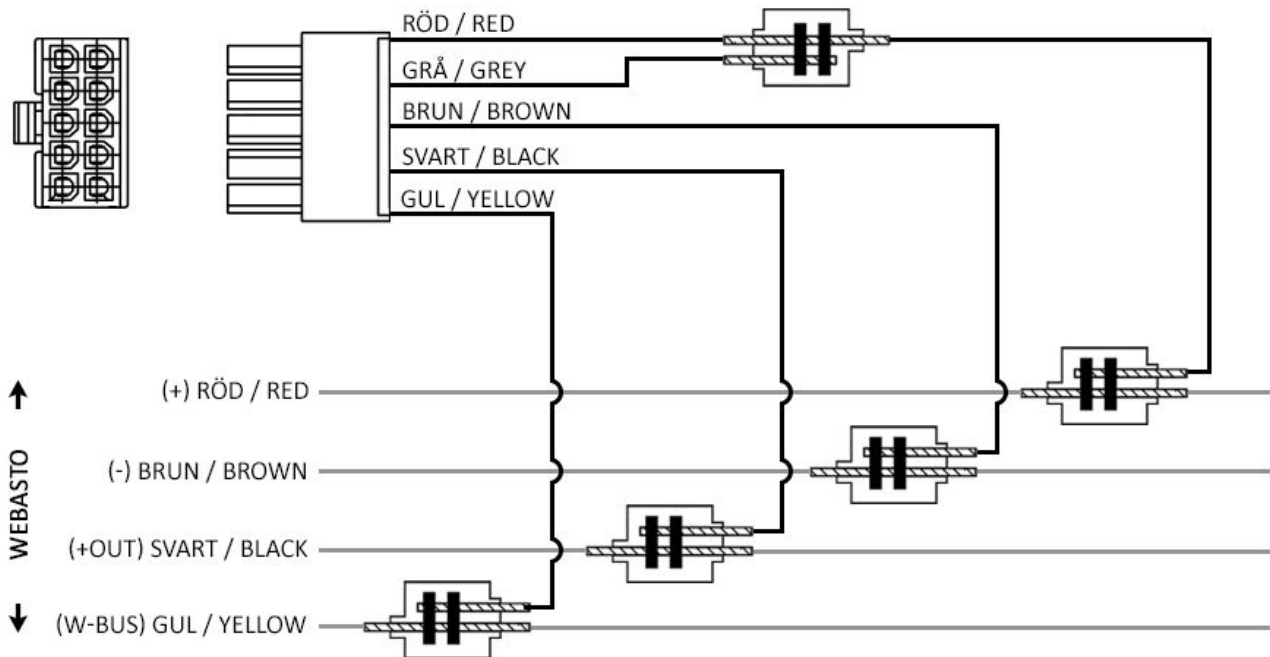 RÖD / RED
GRÅ / GREY
BRUN / BROWN
SVART / BLACK
GUL / YELLOW
WEBASTO
(+) RÖD / RED
(-) BRUN / BROWN
(+OUT) SVART / BLACK
(W-BUS) GUL / YELLOW